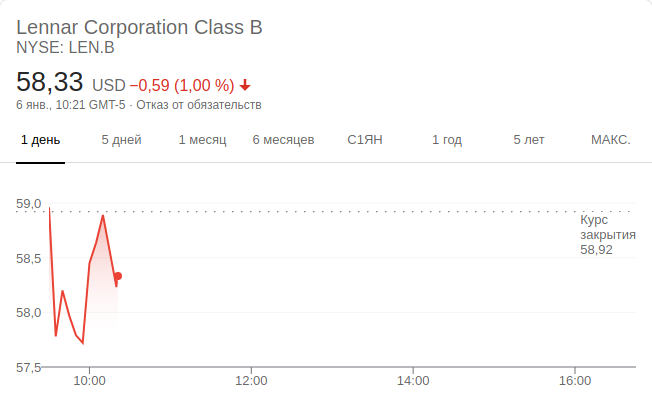 Lennar Corporation Class B
NYSE: LEN.B
58,33 USD −0,59 (1,00 %)
6 янв., 10:21 GMT-5 · Отказ от обязательств
1 день 5 дней 1 месяц 6 месяцев С1ЯН 1 год 5 лет МАКС.
59,0
Курс
закрытия
58,92
58,5
58,0
57,5
10:00 12:00 14:00 16:00